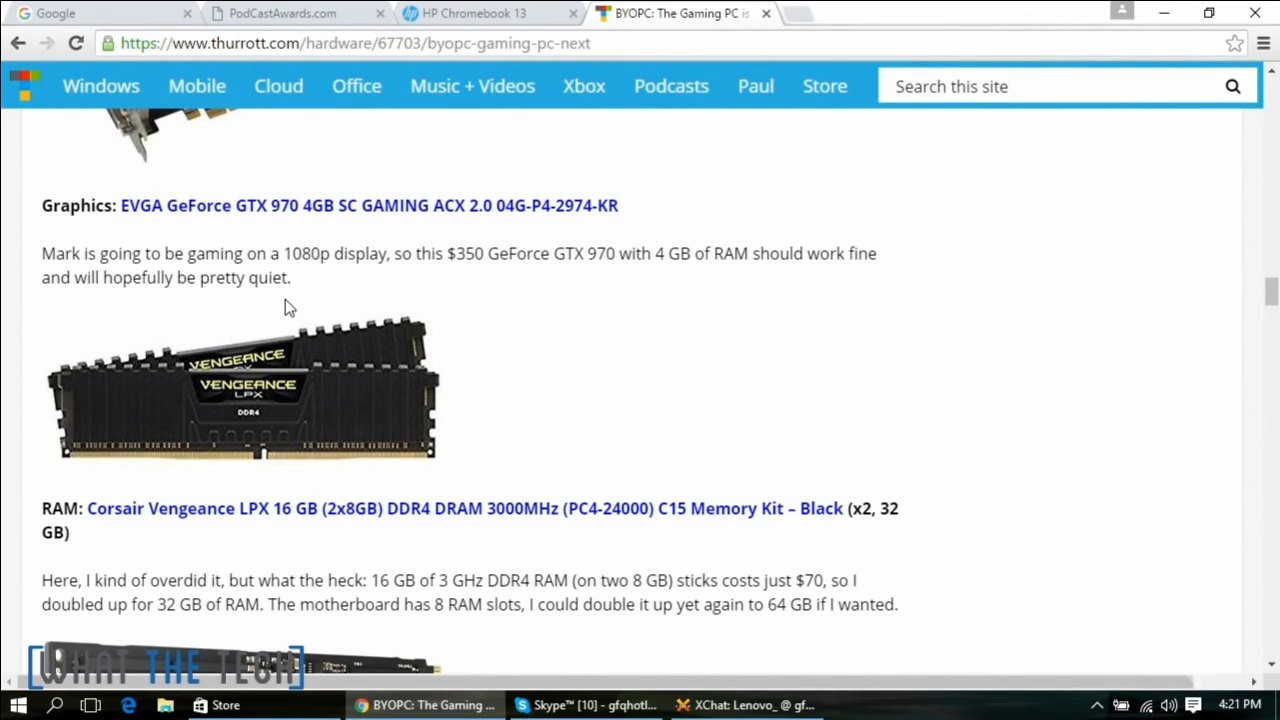 Google
PodCastAwards.com
HP Chromebook 13
BYOPC: The Gaming PC is
https://www.thurrott.com/hardware/67703/byopc-gaming-pc-next
Windows Mobile Cloud Office Music + Videos Xbox Podcasts Paul Store Search this site
Graphics: EVGA GeForce GTX 970 4GB SC GAMING ACX 2.0 04G-P4-2974-KR
Mark is going to be gaming on a 1080p display, so this $350 GeForce GTX 970 with 4 GB of RAM should work fine
and will hopefully be pretty quiet.
VENGEANCE
VENGEANCE
LPX
DDR4
RAM: Corsair Vengeance LPX 16 GB (2x8GB) DDR4 DRAM 3000MHz (PC4-24000) C15 Memory Kit – Black (x2, 32
GB)
Here, I kind of overdid it, but what the heck: 16 GB of 3 GHz DDR4 RAM (on two 8 GB) sticks costs just $70, so I
doubled up for 32 GB of RAM. The motherboard has 8 RAM slots, I could double it up yet again to 64 GB if I wanted.
[WHAT THE TECH]
Store
BYOPC: The Gaming ...
Skype™ [10] - gfqhotl...
XChat: Lenovo_ @ gf...
4:21 PM